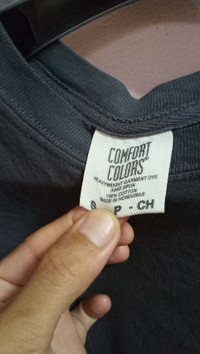 COMFORT
COLORS®
HEAVYWEIGHT GARMENT DYE
RING SPUN
100% COTTON
MADE IN HONDURAS
S P - CH